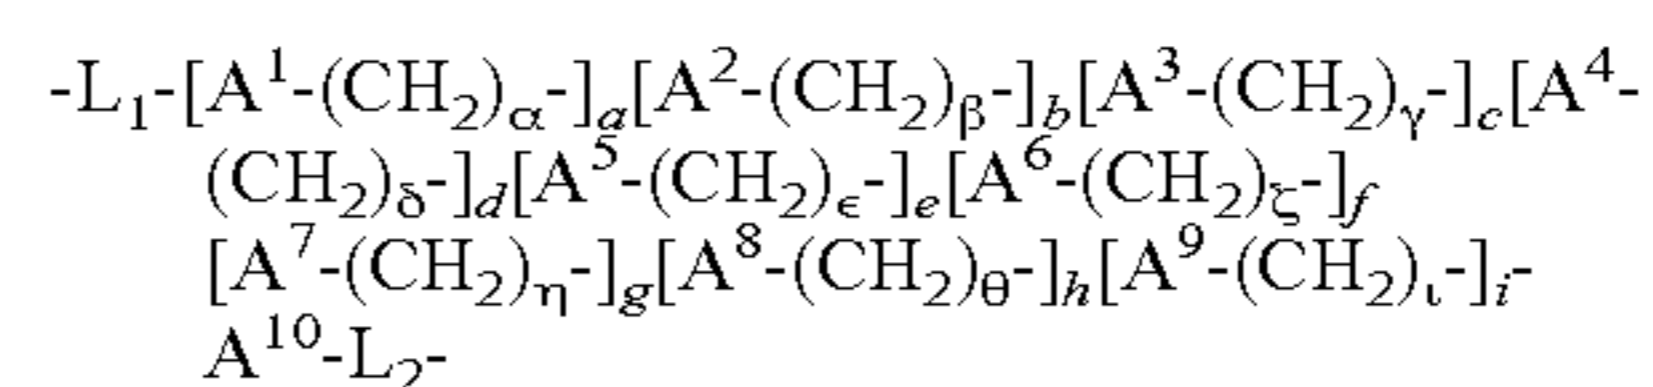 -L₁-[A¹-(CH₂)α-]a[A²-(CH₂)β-]b[A³-(CH₂)γ-]c[A⁴-
(CH₂)δ-]d[A⁵-(CH₂)ϵ-]e[A⁶-(CH₂)ζ-]f
[A⁷-(CH₂)η-]g[A⁸-(CH₂)θ-]h[A⁹-(CH₂)ι-]i-
A¹⁰-L₂-